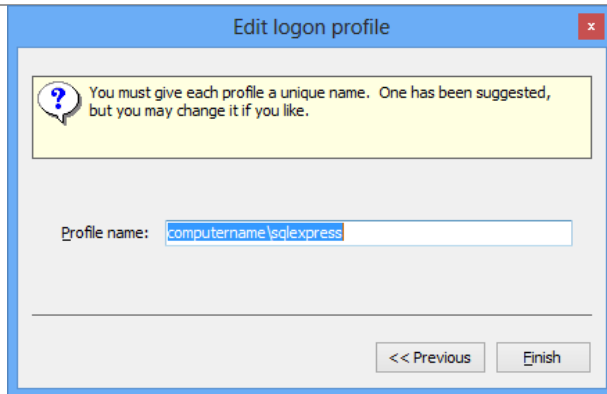 Edit logon profile
x
?
You must give each profile a unique name.  One has been suggested,
but you may change it if you like.
Profile name: computername\sqlexpress
<< Previous Finish